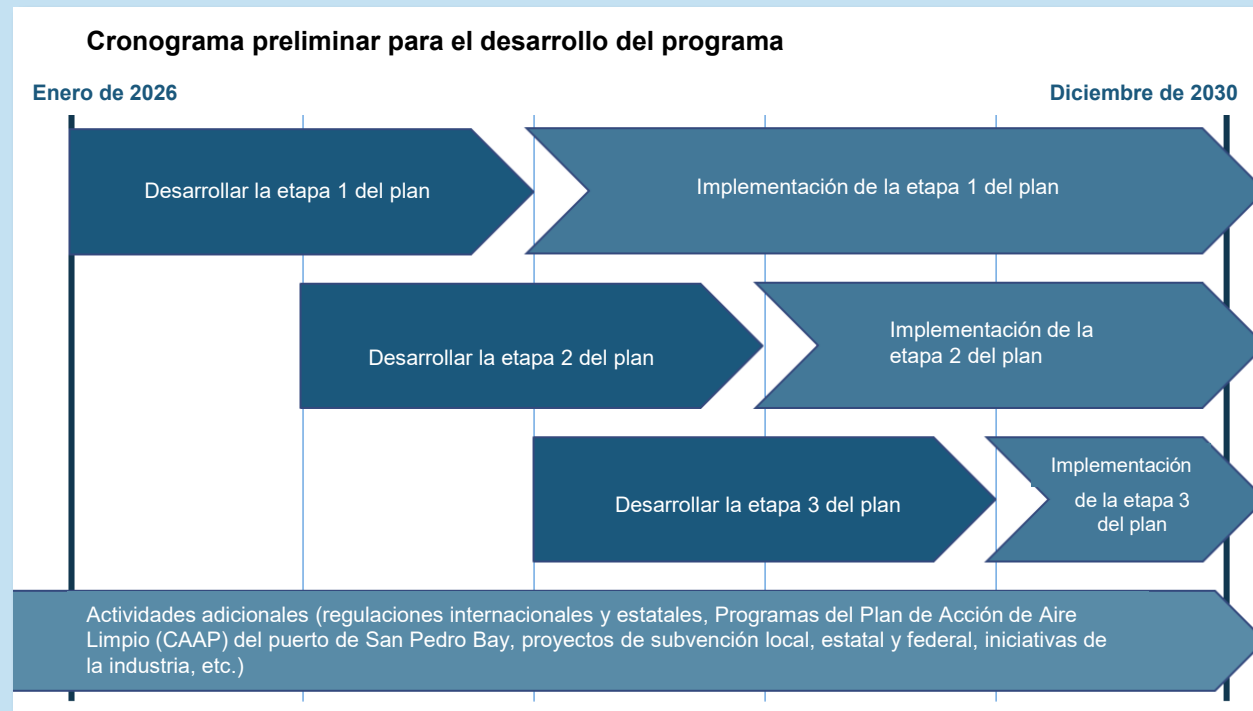 Cronograma preliminar para el desarrollo del programa
Enero de 2026
Diciembre de 2030
Desarrollar la etapa 1 del plan
Implementación de la etapa 1 del plan
Desarrollar la etapa 2 del plan
Implementación de la
etapa 2 del plan
Desarrollar la etapa 3 del plan
Implementación
de la etapa 3
del plan
Actividades adicionales (regulaciones internacionales y estatales, Programas del Plan de Acción de Aire
Limpio (CAAP) del puerto de San Pedro Bay, proyectos de subvención local, estatal y federal, iniciativas de
la industria, etc.)